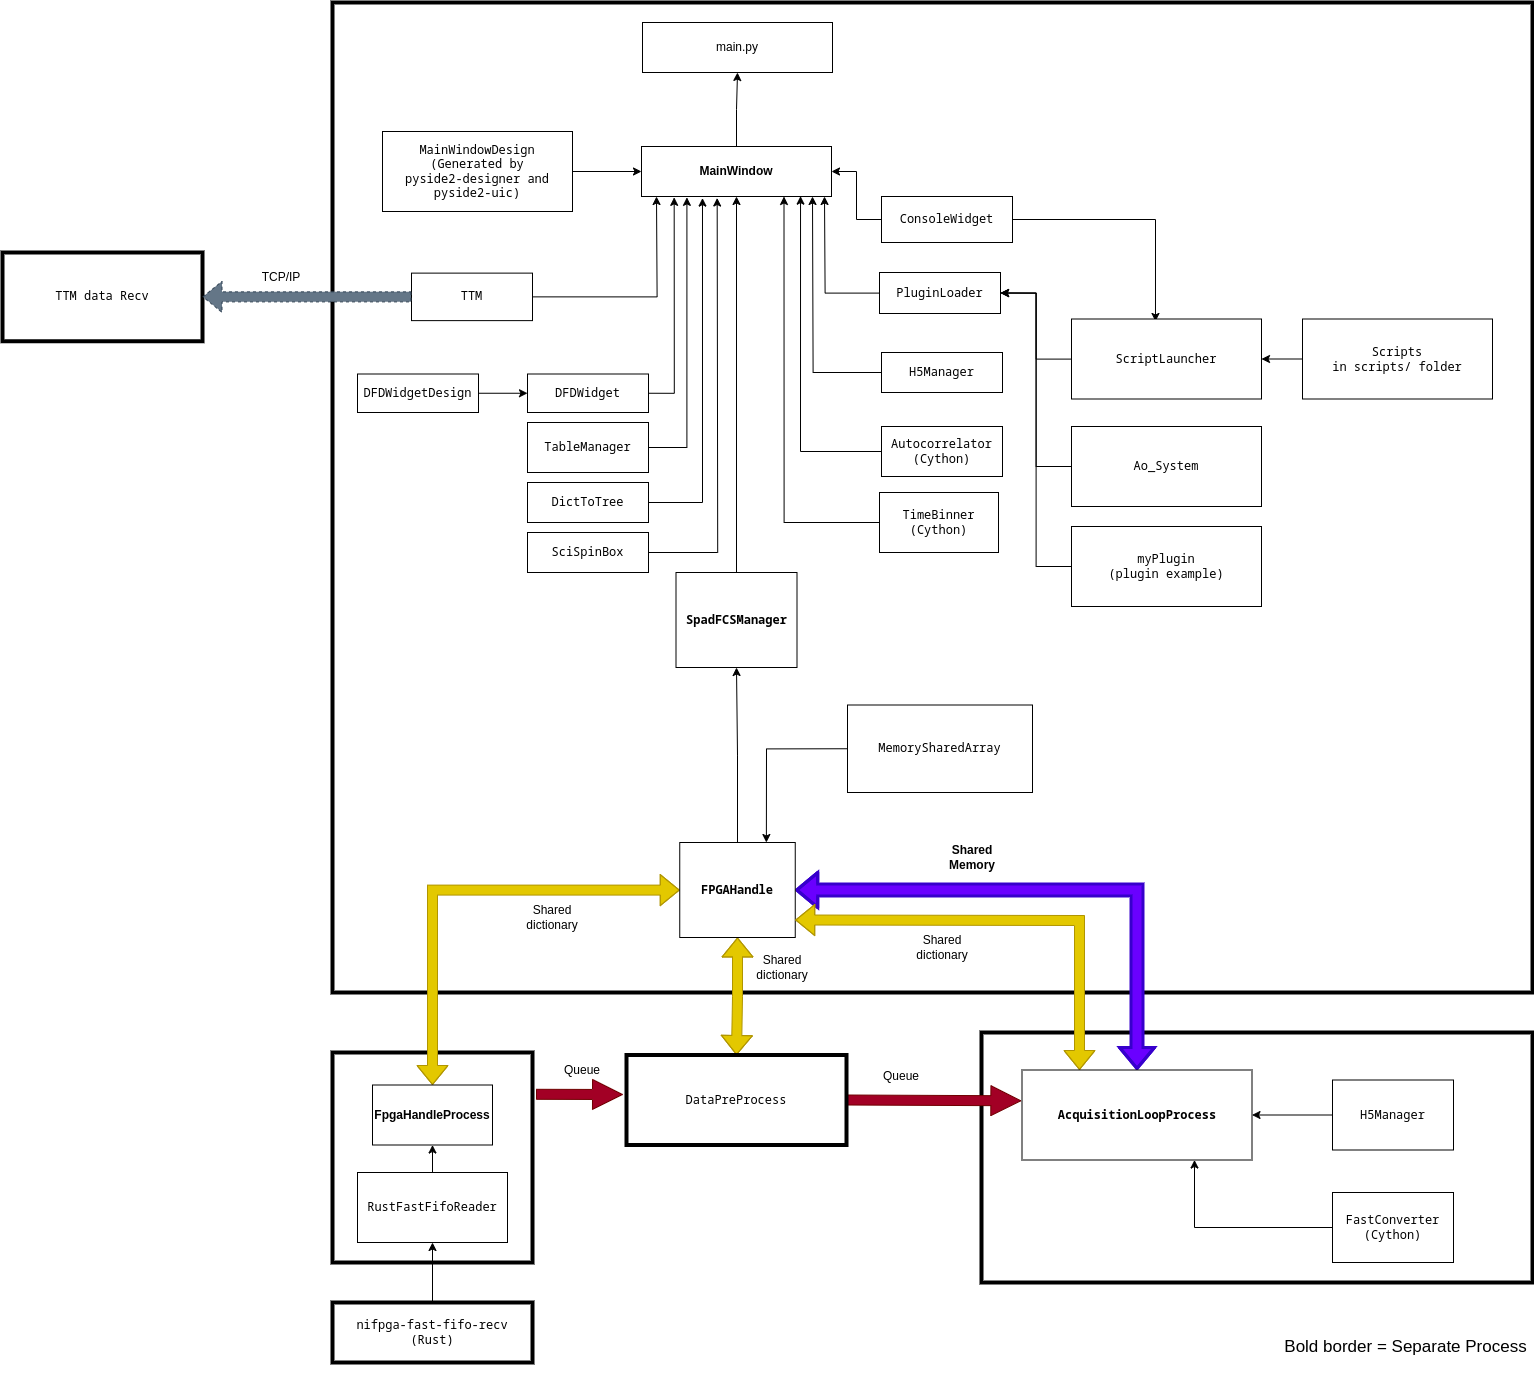 main.py
MainWindowDesign
(Generated by
pyside2-designer and
pyside2-uic)
MainWindow
ConsoleWidget
TTM data Recv
TCP/IP
TTM
PluginLoader
ScriptLauncher
Scripts
in scripts/ folder
DFDWidgetDesign
DFDWidget
H5Manager
TableManager
Autocorrelator
(Cython)
Ao_System
DictToTree
TimeBinner
(Cython)
SciSpinBox
myPlugin
(plugin example)
SpadFCSManager
MemorySharedArray
Shared
Memory
FPGAHandle
Shared
dictionary
Shared
dictionary
Shared
dictionary
Queue
Queue
FpgaHandleProcess
DataPreProcess
AcquisitionLoopProcess
H5Manager
RustFastFifoReader
FastConverter
(Cython)
nifpga-fast-fifo-recv
(Rust)
Bold border = Separate Process